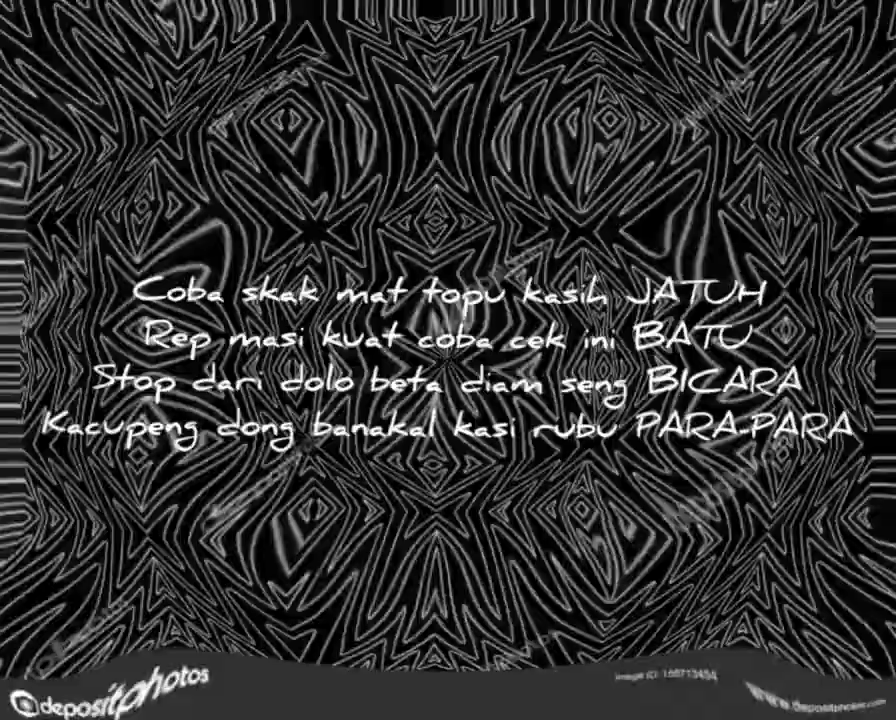 Coba skak mat topu kasih JATUH
Rep masi kuat coba cek ini BATU
Stop dari dolo beta diam seng BICARA
Kacupeng dong banakal kasi rubu PARA-PARA
depositphotos